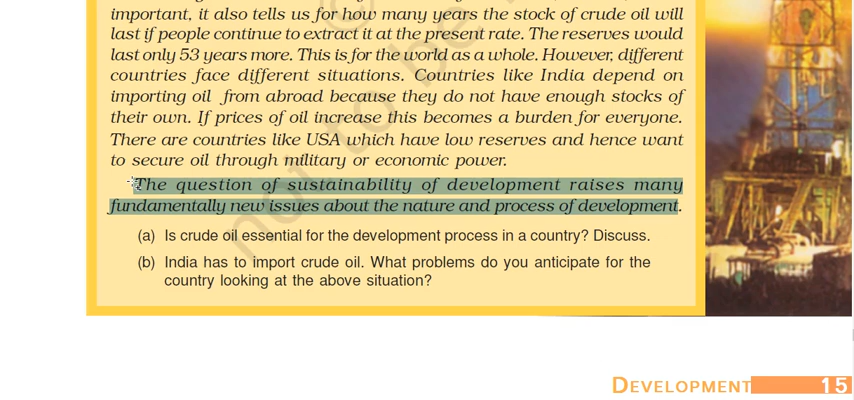 important, it also tells us for how many years the stock of crude oil will
last if people continue to extract it at the present rate. The reserves would
last only 53 years more. This is for the world as a whole. However, different
countries face different situations. Countries like India depend on
importing oil from abroad because they do not have enough stocks of
their own. If prices of oil increase this becomes a burden for everyone.
There are countries like USA which have low reserves and hence want
to secure oil through military or economic power.
The question of sustainability of development raises many
fundamentally new issues about the nature and process of development.
(a) Is crude oil essential for the development process in a country? Discuss.
(b) India has to import crude oil. What problems do you anticipate for the
country looking at the above situation?
DEVELOPMENT 15
not to be